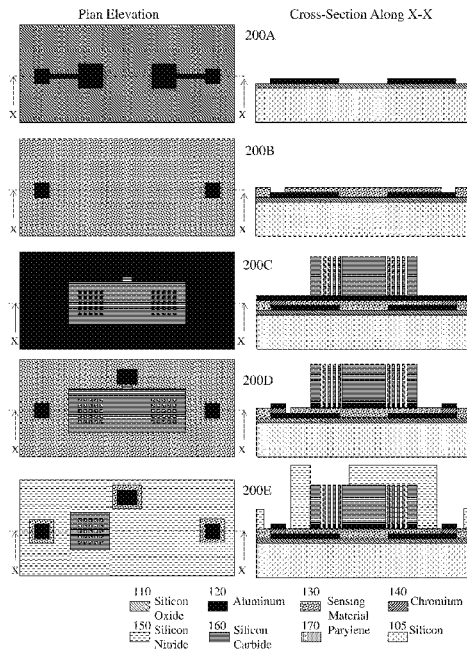 Plan Elevation
Cross-Section Along X-X
200A
X
X
200B
X
X
200C
X
X
200D
X
X
200E
X
X
110
Silicon Oxide
120
Aluminum
130
Sensing Material
140
Chromium
150
Silicon Nitride
160
Silicon Carbide
170
Parylene
105
Silicon